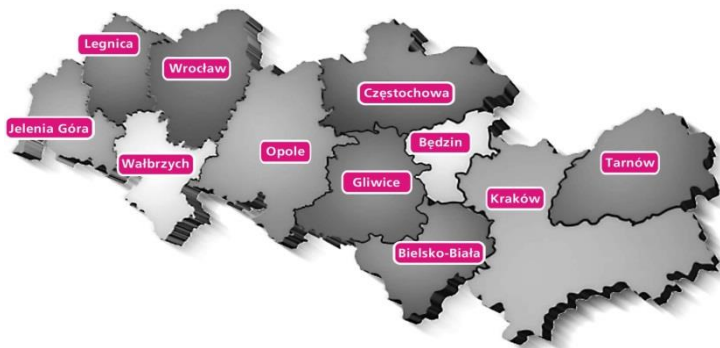 Legnica
Wrocław
Częstochowa
Jelenia Góra
Wałbrzych
Opole
Będzin
Gliwice
Tarnów
Kraków
Bielsko-Biała